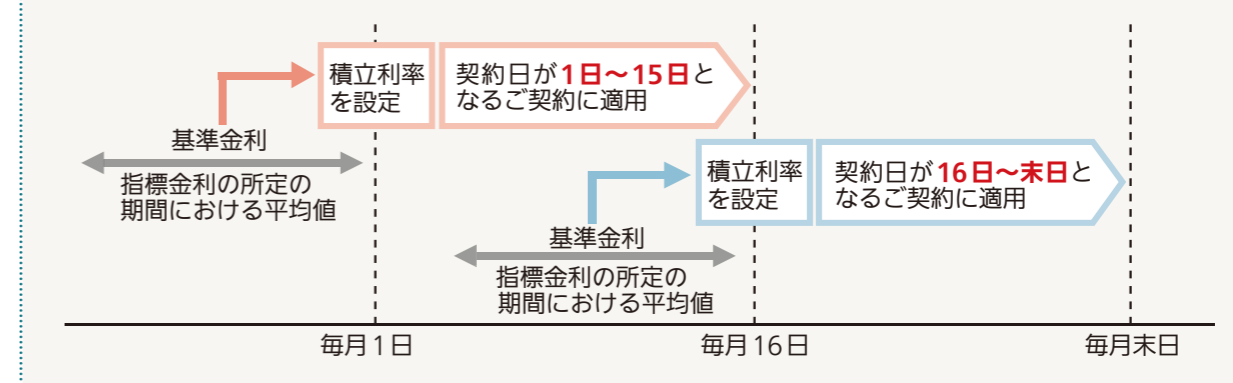 積立利率
を設定
契約日が1日～15日と
なるご契約に適用
基準金利
指標金利の所定の
期間における平均値
積立利率
を設定
契約日が16日～末日と
なるご契約に適用
基準金利
指標金利の所定の
期間における平均値
毎月1日
毎月16日
毎月末日